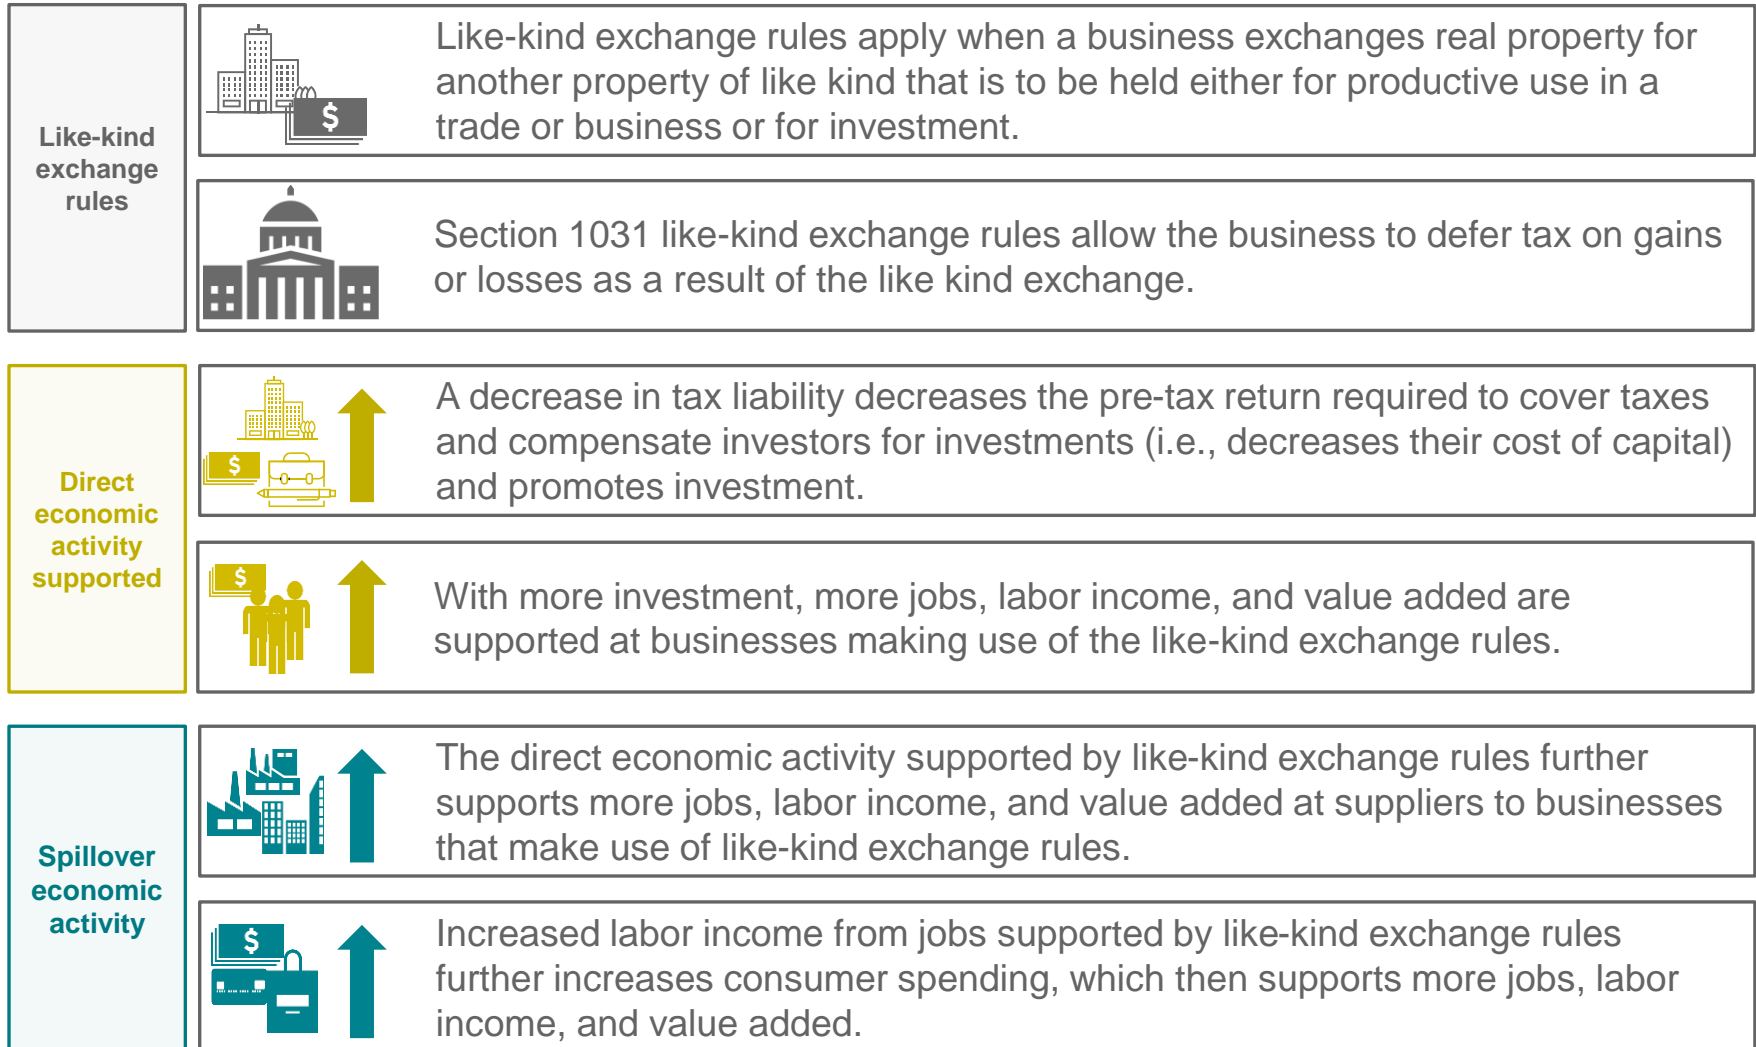 Like-kind
exchange
rules
Like-kind exchange rules apply when a business exchanges real property for
another property of like kind that is to be held either for productive use in a
trade or business or for investment.
$
Section 1031 like-kind exchange rules allow the business to defer tax on gains
or losses as a result of the like kind exchange.
Direct
economic
activity
supported
A decrease in tax liability decreases the pre-tax return required to cover taxes
and compensate investors for investments (i.e., decreases their cost of capital)
and promotes investment.
$
With more investment, more jobs, labor income, and value added are
supported at businesses making use of the like-kind exchange rules.
$
Spillover
economic
activity
The direct economic activity supported by like-kind exchange rules further
supports more jobs, labor income, and value added at suppliers to businesses
that make use of like-kind exchange rules.
Increased labor income from jobs supported by like-kind exchange rules
further increases consumer spending, which then supports more jobs, labor
income, and value added.
$